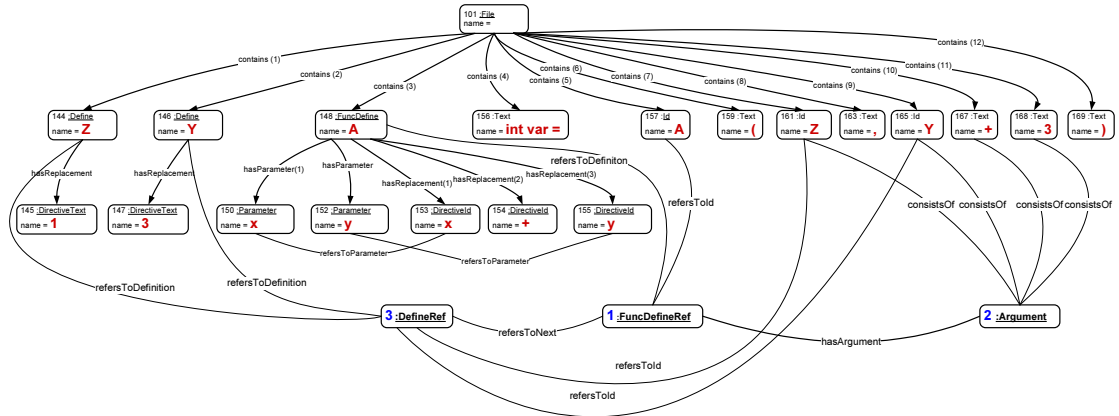 101 :File
name =
contains (1)
contains (2)
contains (3)
contains (4)
contains (6)
contains (5)
contains (7)
contains (8)
contains (9)
contains (10)
contains (11)
contains (12)
144 :Define
name = Z
146 :Define
name = Y
148 :FuncDefine
name = A
156 :Text
name = int var =
157 :Id
name = A
159 :Text
name = (
161 :Id
name = Z
163 :Text
name = ,
165 :Id
name = Y
167 :Text
name = +
168 :Text
name = 3
169 :Text
name = )
hasReplacement
hasReplacement
hasParameter(1)
hasParameter
hasReplacement(1)
hasReplacement(2)
hasReplacement(3)
refersToDefiniton
refersToId
consistsOf
consistsOf
consistsOf
consistsOf
145 :DirectiveText
name = 1
147 :DirectiveText
name = 3
150 :Parameter
name = x
152 :Parameter
name = y
153 :DirectiveId
name = x
154 :DirectiveId
name = +
155 :DirectiveId
name = y
refersToParameter
refersToParameter
refersToDefinition
refersToDefinition
3 :DefineRef
refersToNext
1 :FuncDefineRef
hasArgument
2 :Argument
refersToId
refersToId